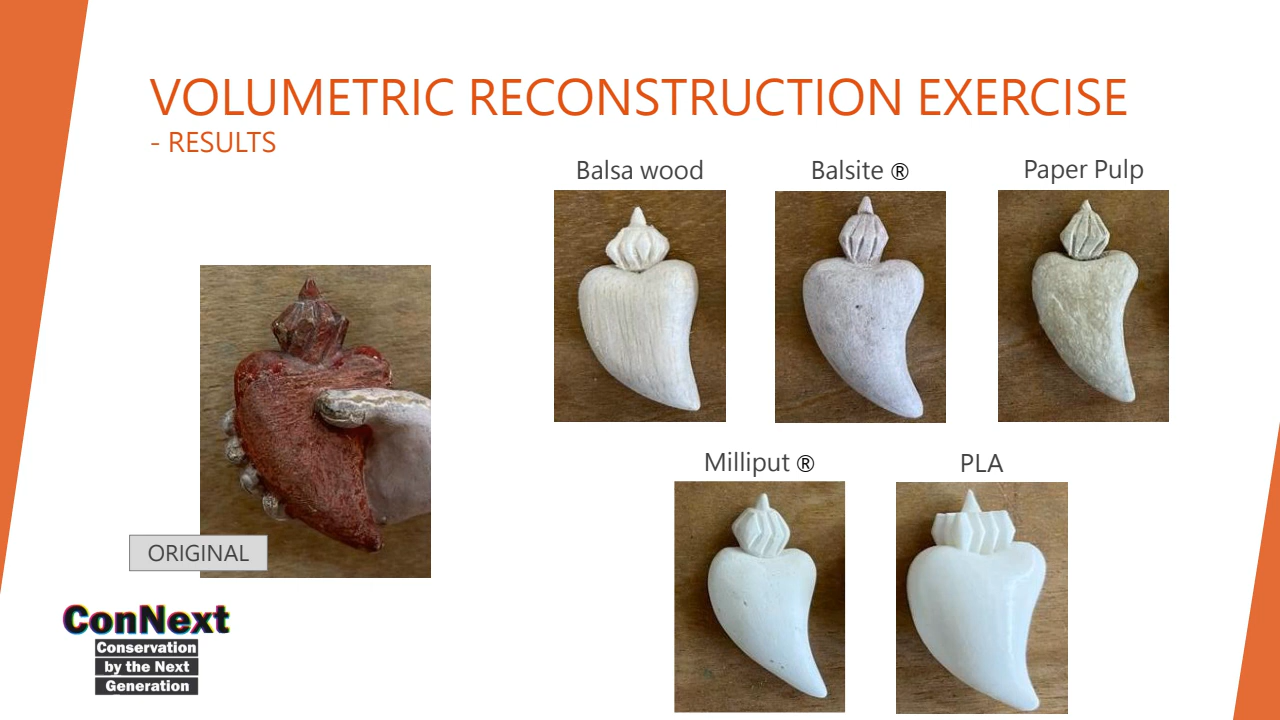 VOLUMETRIC RECONSTRUCTION EXERCISE
- RESULTS
Balsa wood
Balsite ®
Paper Pulp
ORIGINAL
Milliput ®
PLA
ConNext
Conservation
by the Next
Generation